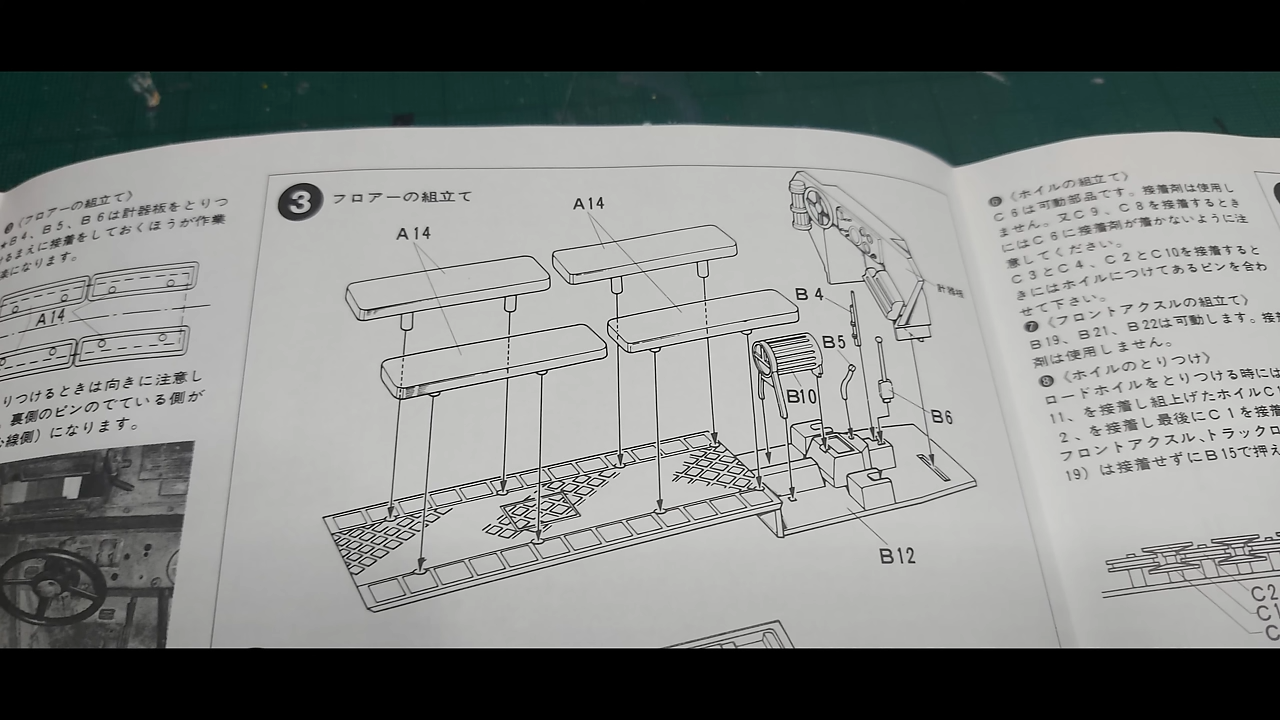 《フロアーの組立て》
★B4、B5、B6は計器板をとりつ
けるまえに接着をしておくほうが作業
楽になります。
A14
りつけるときは向きに注意し
、裏側のピンのでている側が
心線側）になります。
3 フロアーの組立て
A14
A14
B4
計器板
B5
B10
B6
B12
❻《ホイルの組立て》
C6は可動部品です。接着剤は使用し
ません。又C9、C8を接着するとき
にはC6に接着剤が着かないように注
意してください。
C3とC4、C2とC10を接着すると
きにはホイルにつけてあるピンを合わ
せて下さい。
❼《フロントアクスルの組立て》
B19、B21、B22は可動します。接
剤は使用しません。
❽《ホイルのとりつけ》
ロードホイルをとりつける時には
11、を接着し組上げたホイルC1
2、を接着し最後にC1を接着
フロントアクスル、トラックロ
19）は接着せずにB15で押え
C2
C1
C